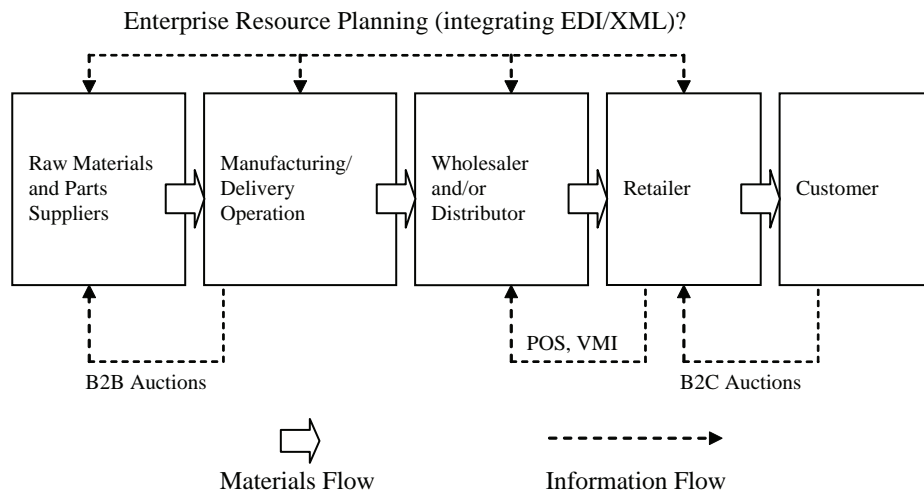 Enterprise Resource Planning (integrating EDI/XML)?
Raw Materials
and Parts
Suppliers
Manufacturing/
Delivery
Operation
Wholesaler
and/or
Distributor
Retailer
Customer
B2B Auctions
POS, VMI
B2C Auctions
Materials Flow
Information Flow